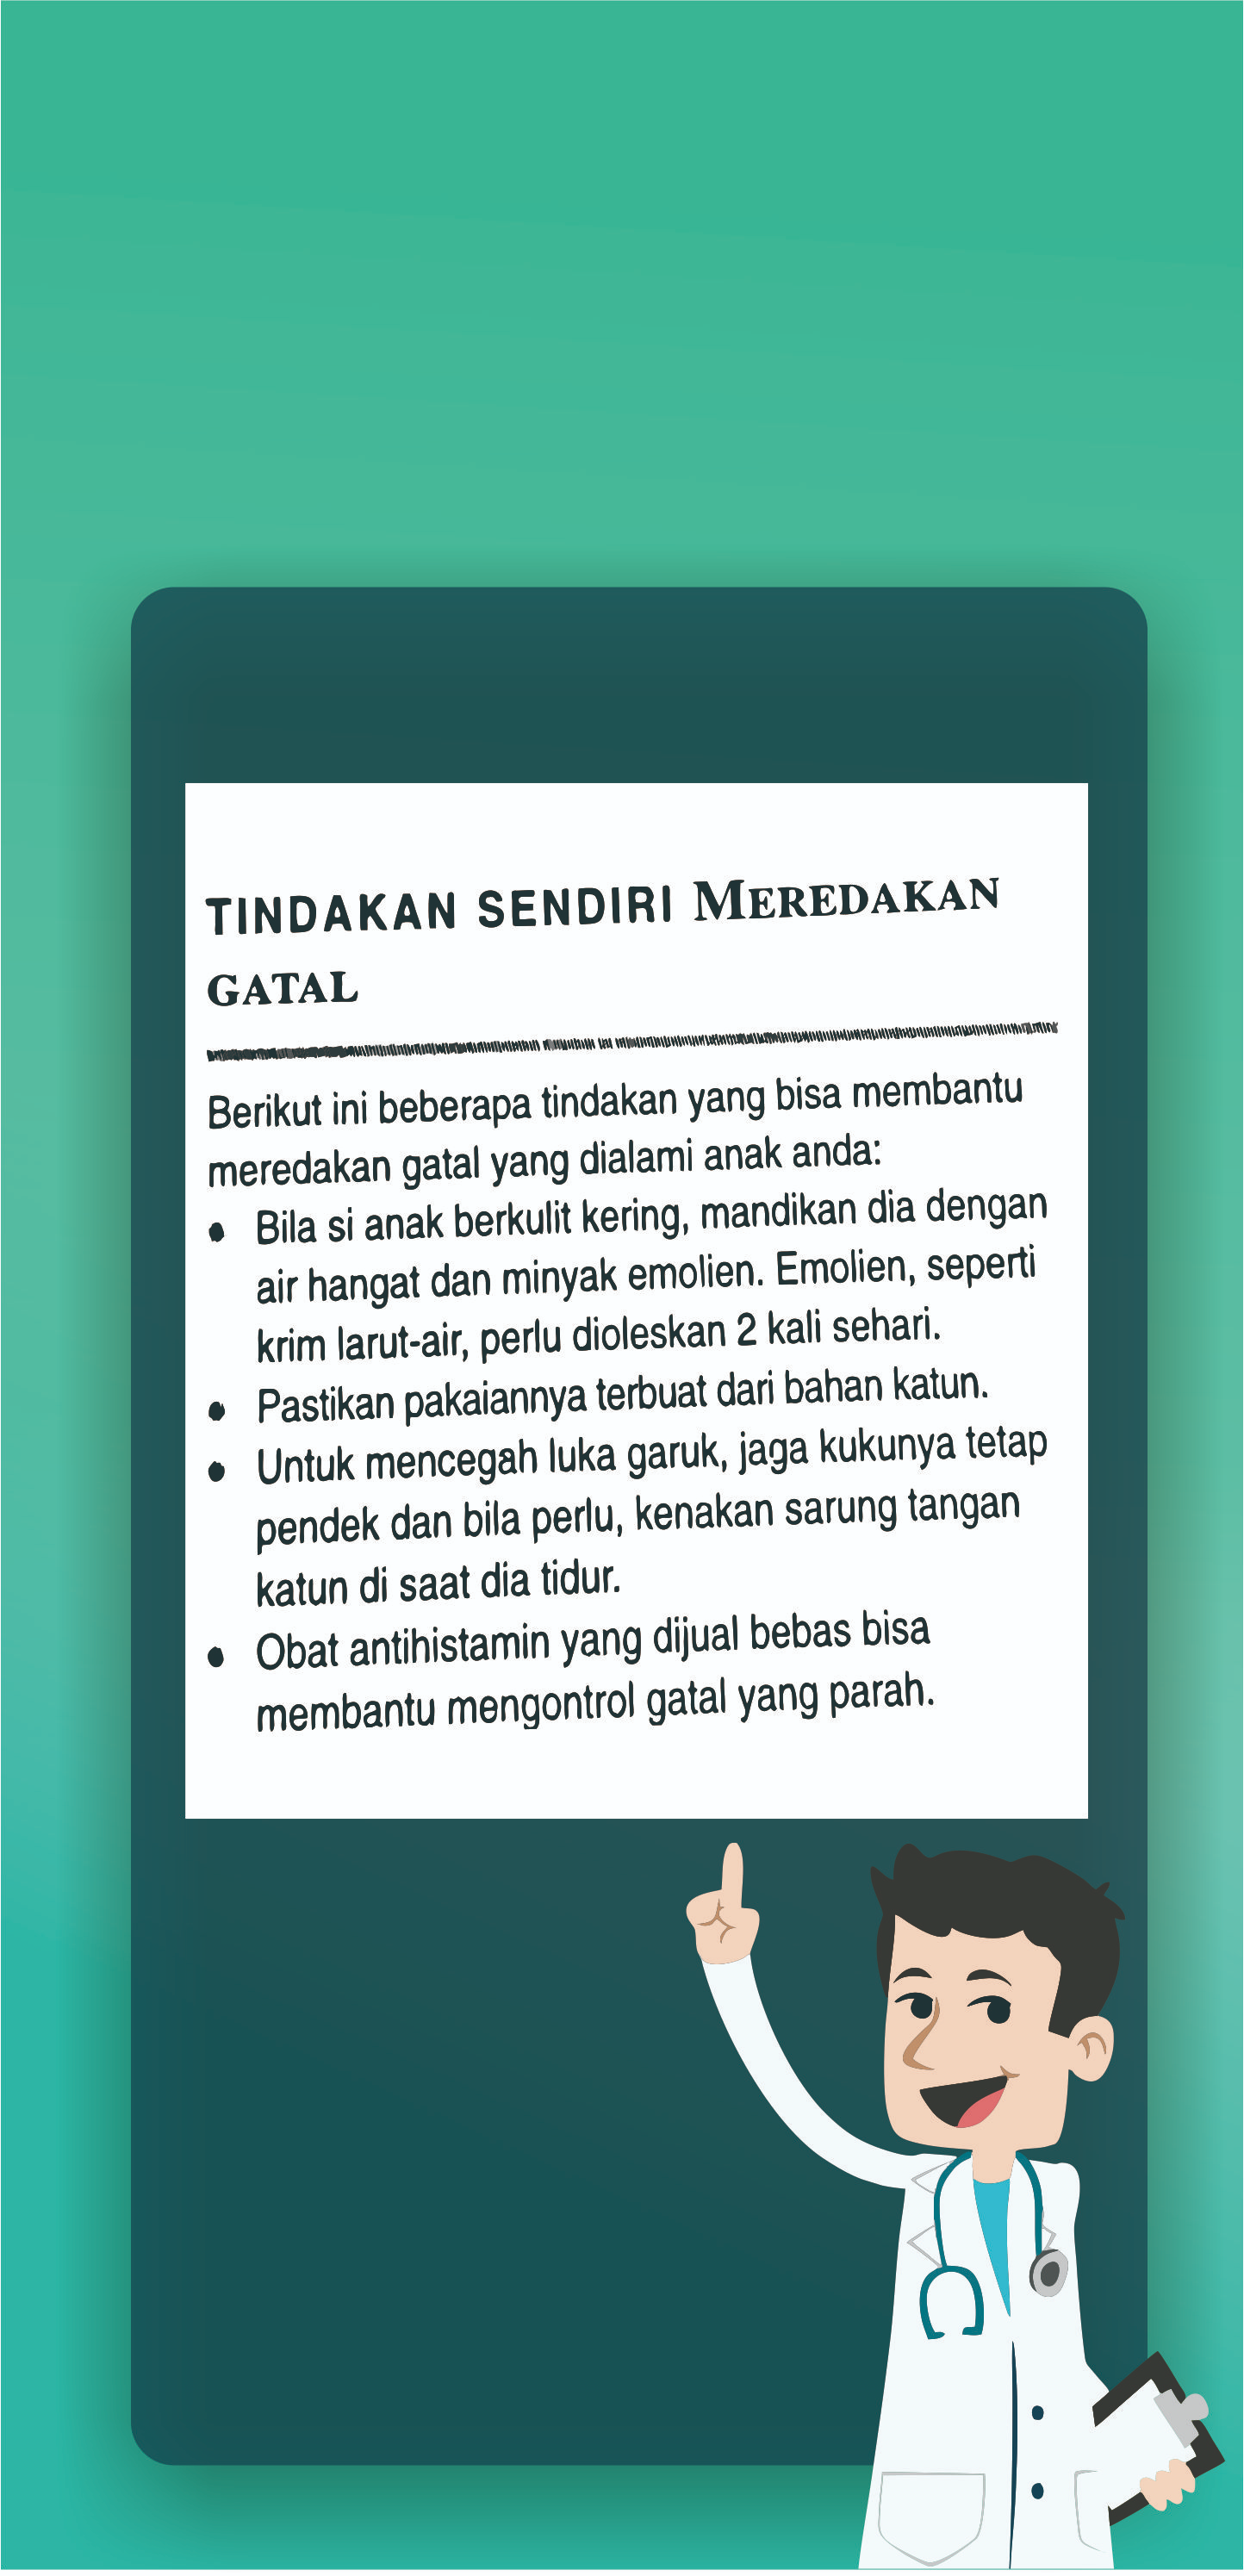 TINDAKAN SENDIRI MEREDAKAN
GATAL
Berikut ini beberapa tindakan yang bisa membantu
meredakan gatal yang dialami anak anda:
• Bila si anak berkulit kering, mandikan dia dengan
air hangat dan minyak emolien. Emolien, seperti
krim larut-air, perlu dioleskan 2 kali sehari.
• Pastikan pakaiannya terbuat dari bahan katun.
• Untuk mencegah luka garuk, jaga kukunya tetap
pendek dan bila perlu, kenakan sarung tangan
katun di saat dia tidur.
• Obat antihistamin yang dijual bebas bisa
membantu mengontrol gatal yang parah.